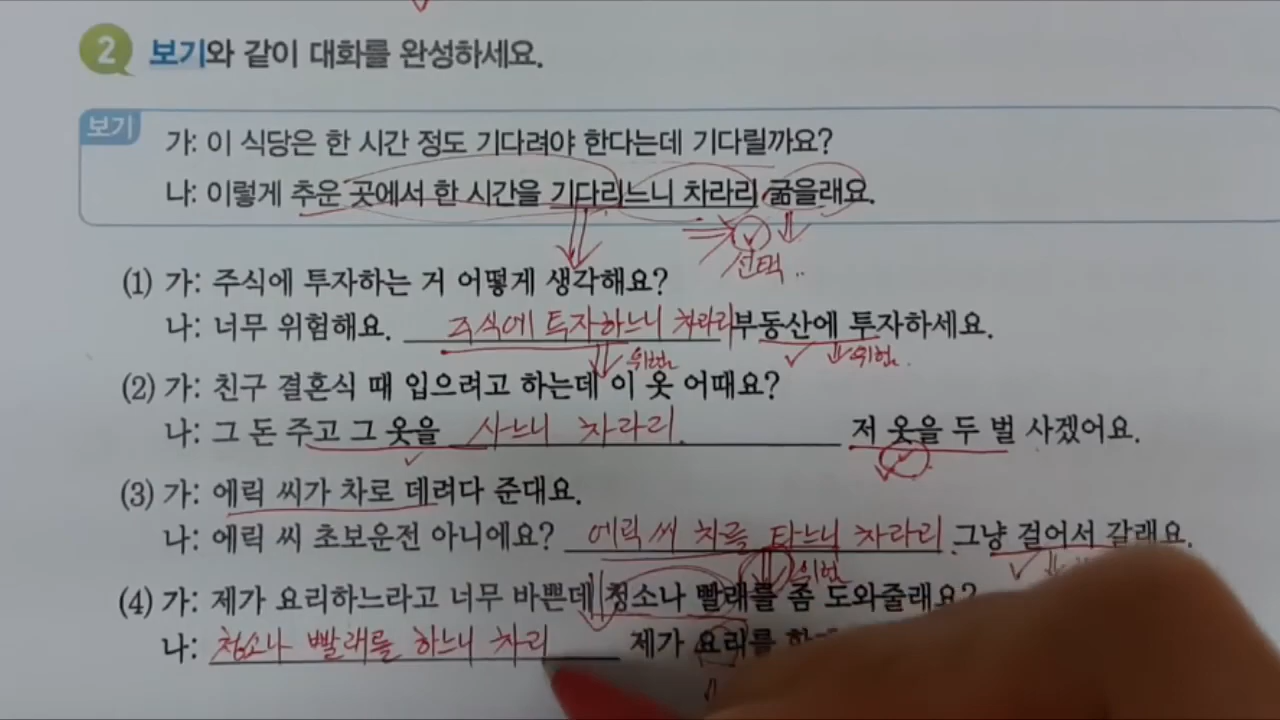 2 보기와 같이 대화를 완성하세요.
보기
가: 이 식당은 한 시간 정도 기다려야 한다는데 기다릴까요?
나: 이렇게 추운 곳에서 한 시간을 기다리느니 차라리 굶을래요.
선택..
(1) 가: 주식에 투자하는 거 어떻게 생각해요?
나: 너무 위험해요. 주식에 투자하느니 차라리 부동산에 투자하세요.
위험 위험.
(2) 가: 친구 결혼식 때 입으려고 하는데 이 옷 어때요?
나: 그 돈 주고 그 옷을 사느니 차라리. 저 옷을 두 벌 사겠어요.
(3) 가: 에릭 씨가 차로 데려다 준대요.
나: 에릭 씨 초보운전 아니에요? 에릭 씨 차를 타느니 차라리 그냥 걸어서 갈래요.
위험
(4) 가: 제가 요리하느라고 너무 바쁜데 청소나 빨래를 좀 도와줄래요?
나: 청소나 빨래를 하느니 차리 제가 요리를